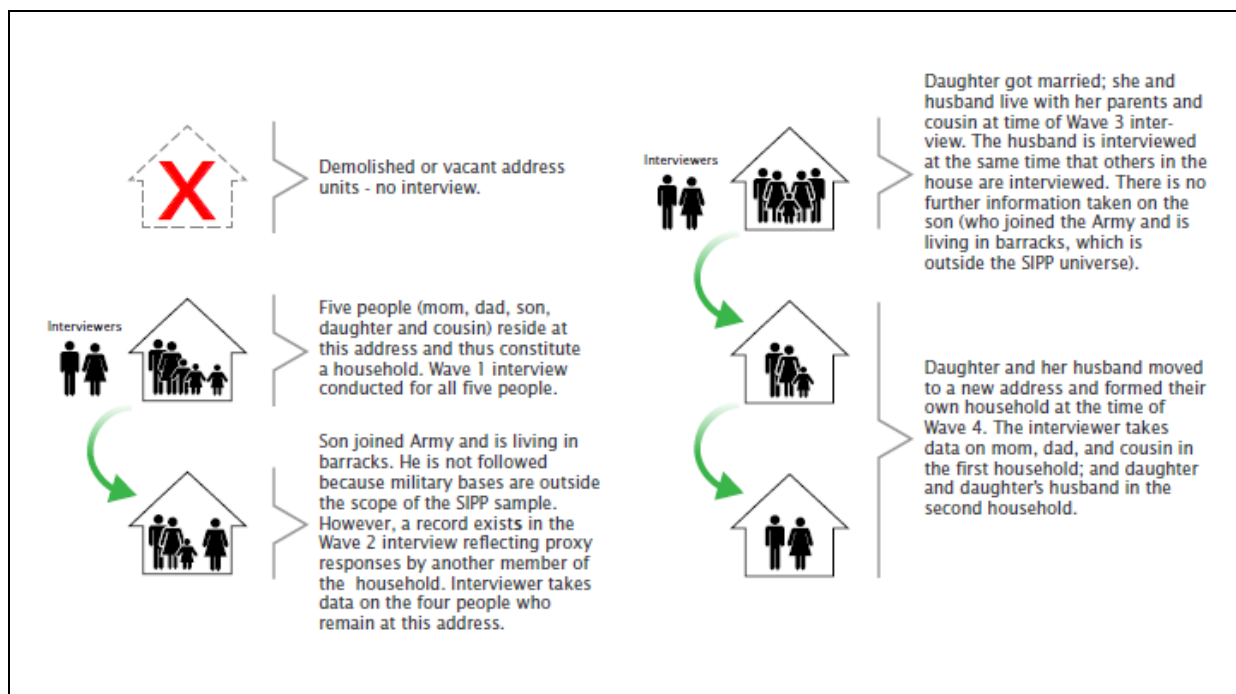 Demolished or vacant address
units - no interview.
Interviewers
Five people (mom, dad, son,
daughter and cousin) reside at
this address and thus constitute
a household. Wave 1 interview
conducted for all five people.
Son joined Army and is living in
barracks. He is not followed
because military bases are outside
the scope of the SIPP sample.
However, a record exists in the
Wave 2 interview reflecting proxy
responses by another member of
the household. Interviewer takes
data on the four people who
remain at this address.
Interviewers
Daughter got married; she and
husband live with her parents and
cousin at time of Wave 3 inter-
view. The husband is interviewed
at the same time that others in the
house are interviewed. There is no
further information taken on the
son (who joined the Army and is
living in barracks, which is
outside the SIPP universe).
Daughter and her husband moved
to a new address and formed their
own household at the time of
Wave 4. The interviewer takes
data on mom, dad, and cousin in
the first household; and daughter
and daughter's husband in the
second household.